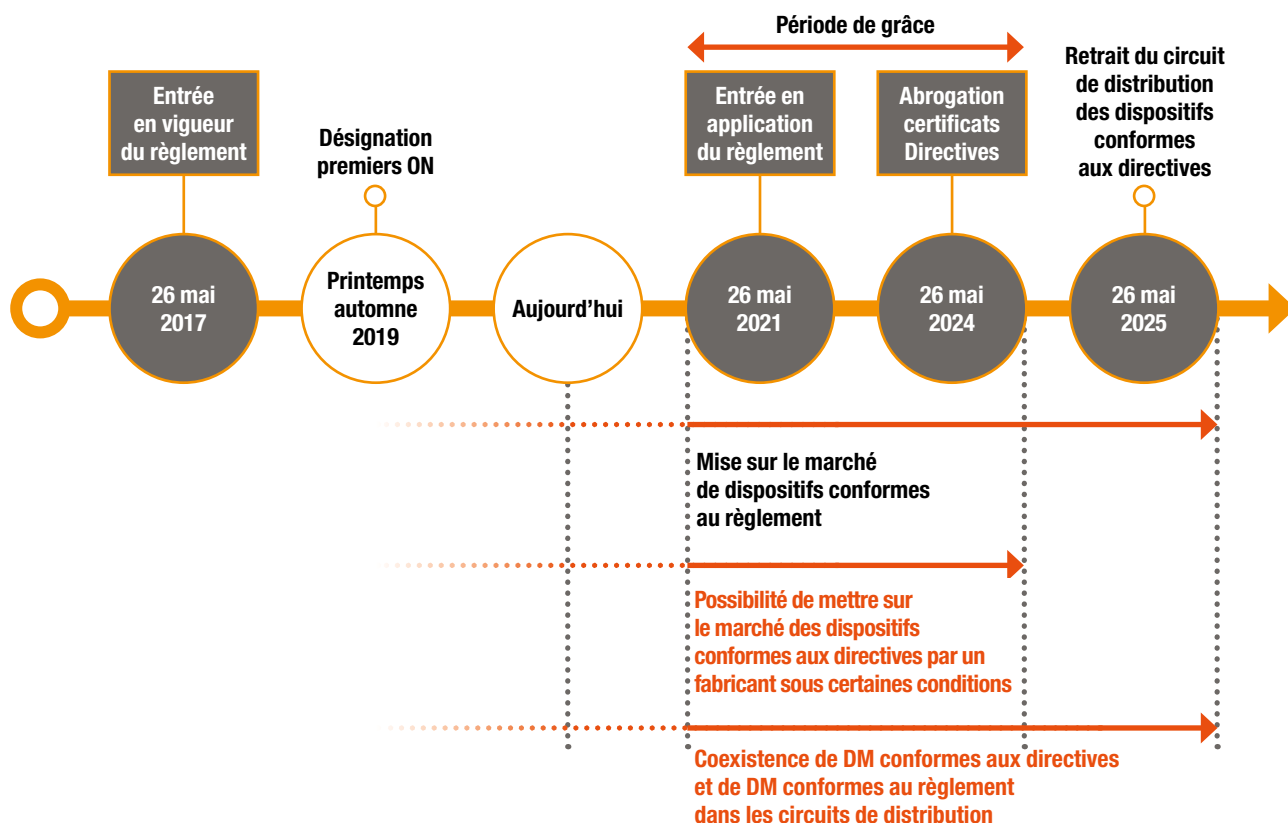 Période de grâce
Entrée
en vigueur
du règlement
Désignation
premiers ON
Entrée en
application
du règlement
Abrogation
certificats
Directives
Retrait du circuit
de distribution
des dispositifs
conformes
aux directives
26 mai
2017
Printemps
automne
2019
Aujourd’hui
26 mai
2021
26 mai
2024
26 mai
2025
Mise sur le marché
de dispositifs conformes
au règlement
Possibilité de mettre sur
le marché des dispositifs
conformes aux directives par un
fabricant sous certaines conditions
Coexistence de DM conformes aux directives
et de DM conformes au règlement
dans les circuits de distribution